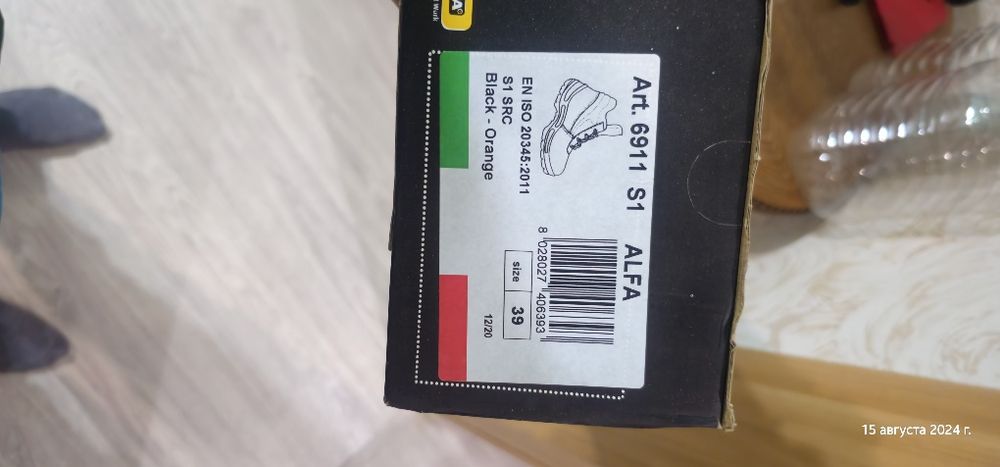 A®
Art. 6911 S1 ALFA
EN ISO 20345:2011
S1 SRC
Black - Orange
8 028027 406393
size 39
12/20
15 августа 2024 г.